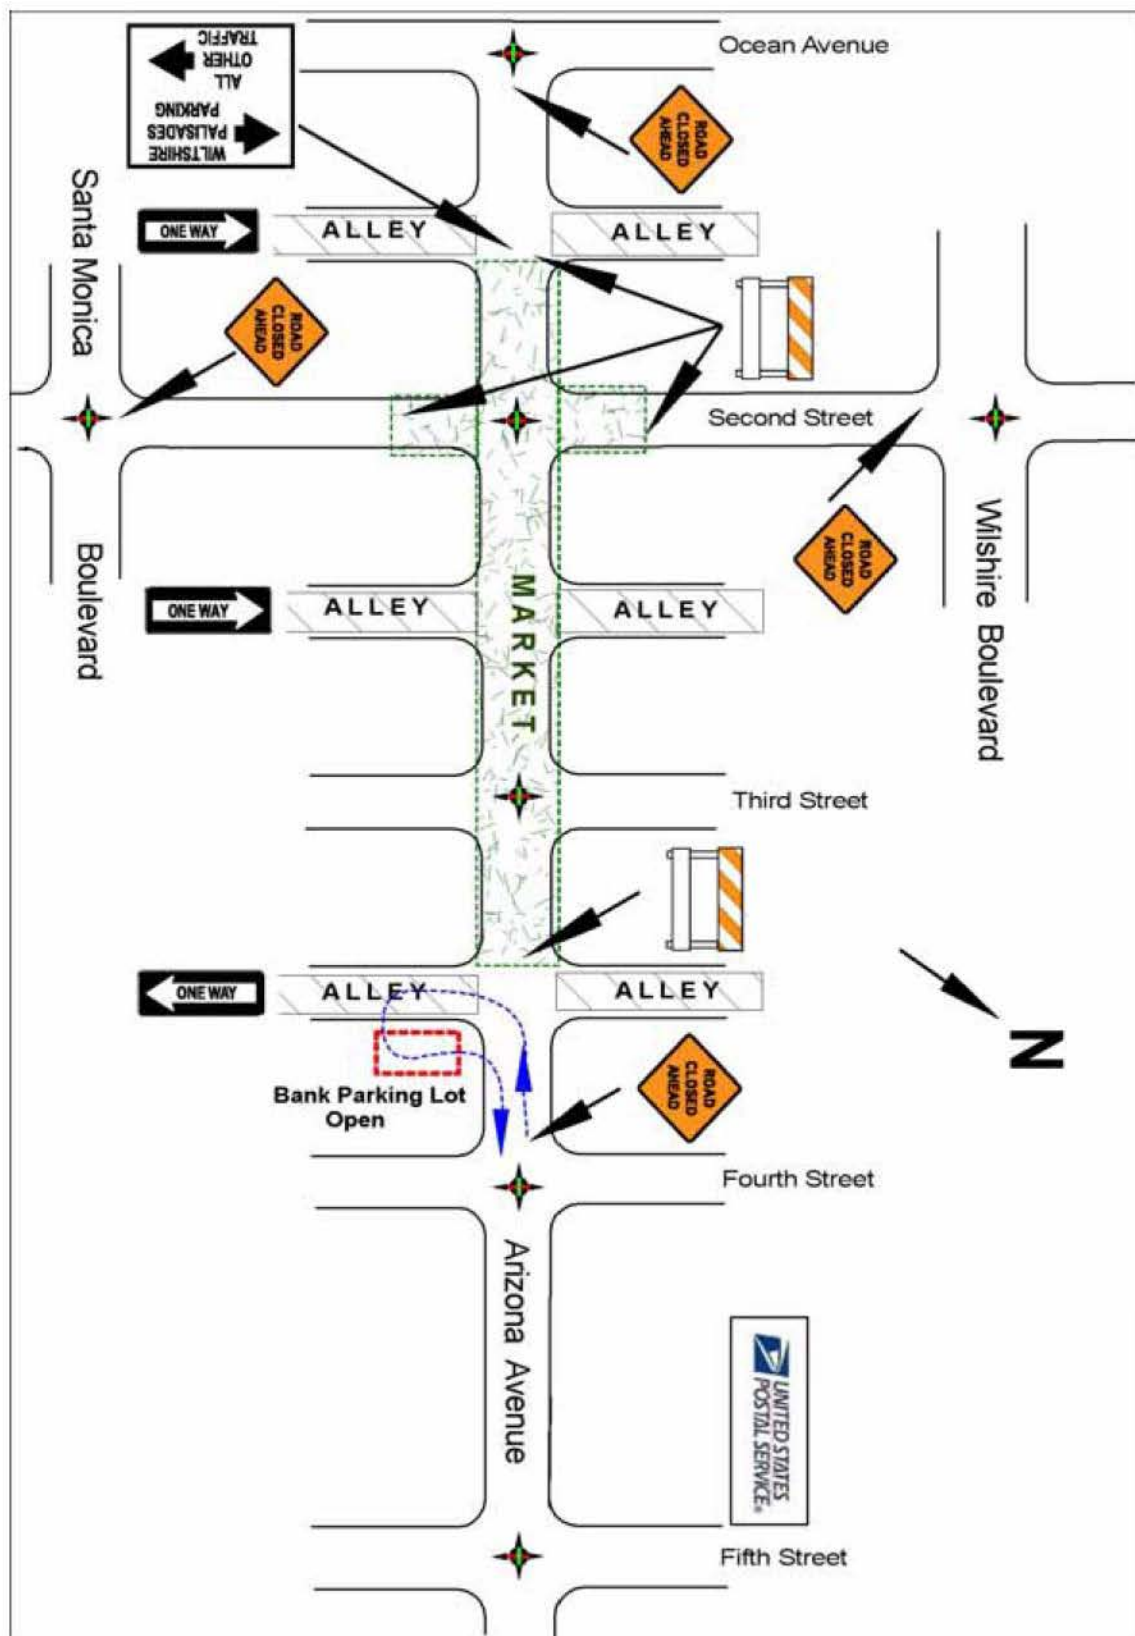 Ocean Avenue
ALL
OTHER
TRAFFIC
WILTSHIRE
PALISADES
PARKING
ROAD
CLOSED
AHEAD
ONE WAY
ALLEY
ALLEY
Santa Monica
Boulevard
ROAD
CLOSED
AHEAD
Second Street
ROAD
CLOSED
AHEAD
Wilshire Boulevard
ONE WAY
ALLEY
ALLEY
MARKET
Third Street
ONE WAY
ALLEY
ALLEY
N
Bank Parking Lot
Open
ROAD
CLOSED
AHEAD
Fourth Street
Arizona Avenue
UNITED STATES
POSTAL SERVICE®
Fifth Street